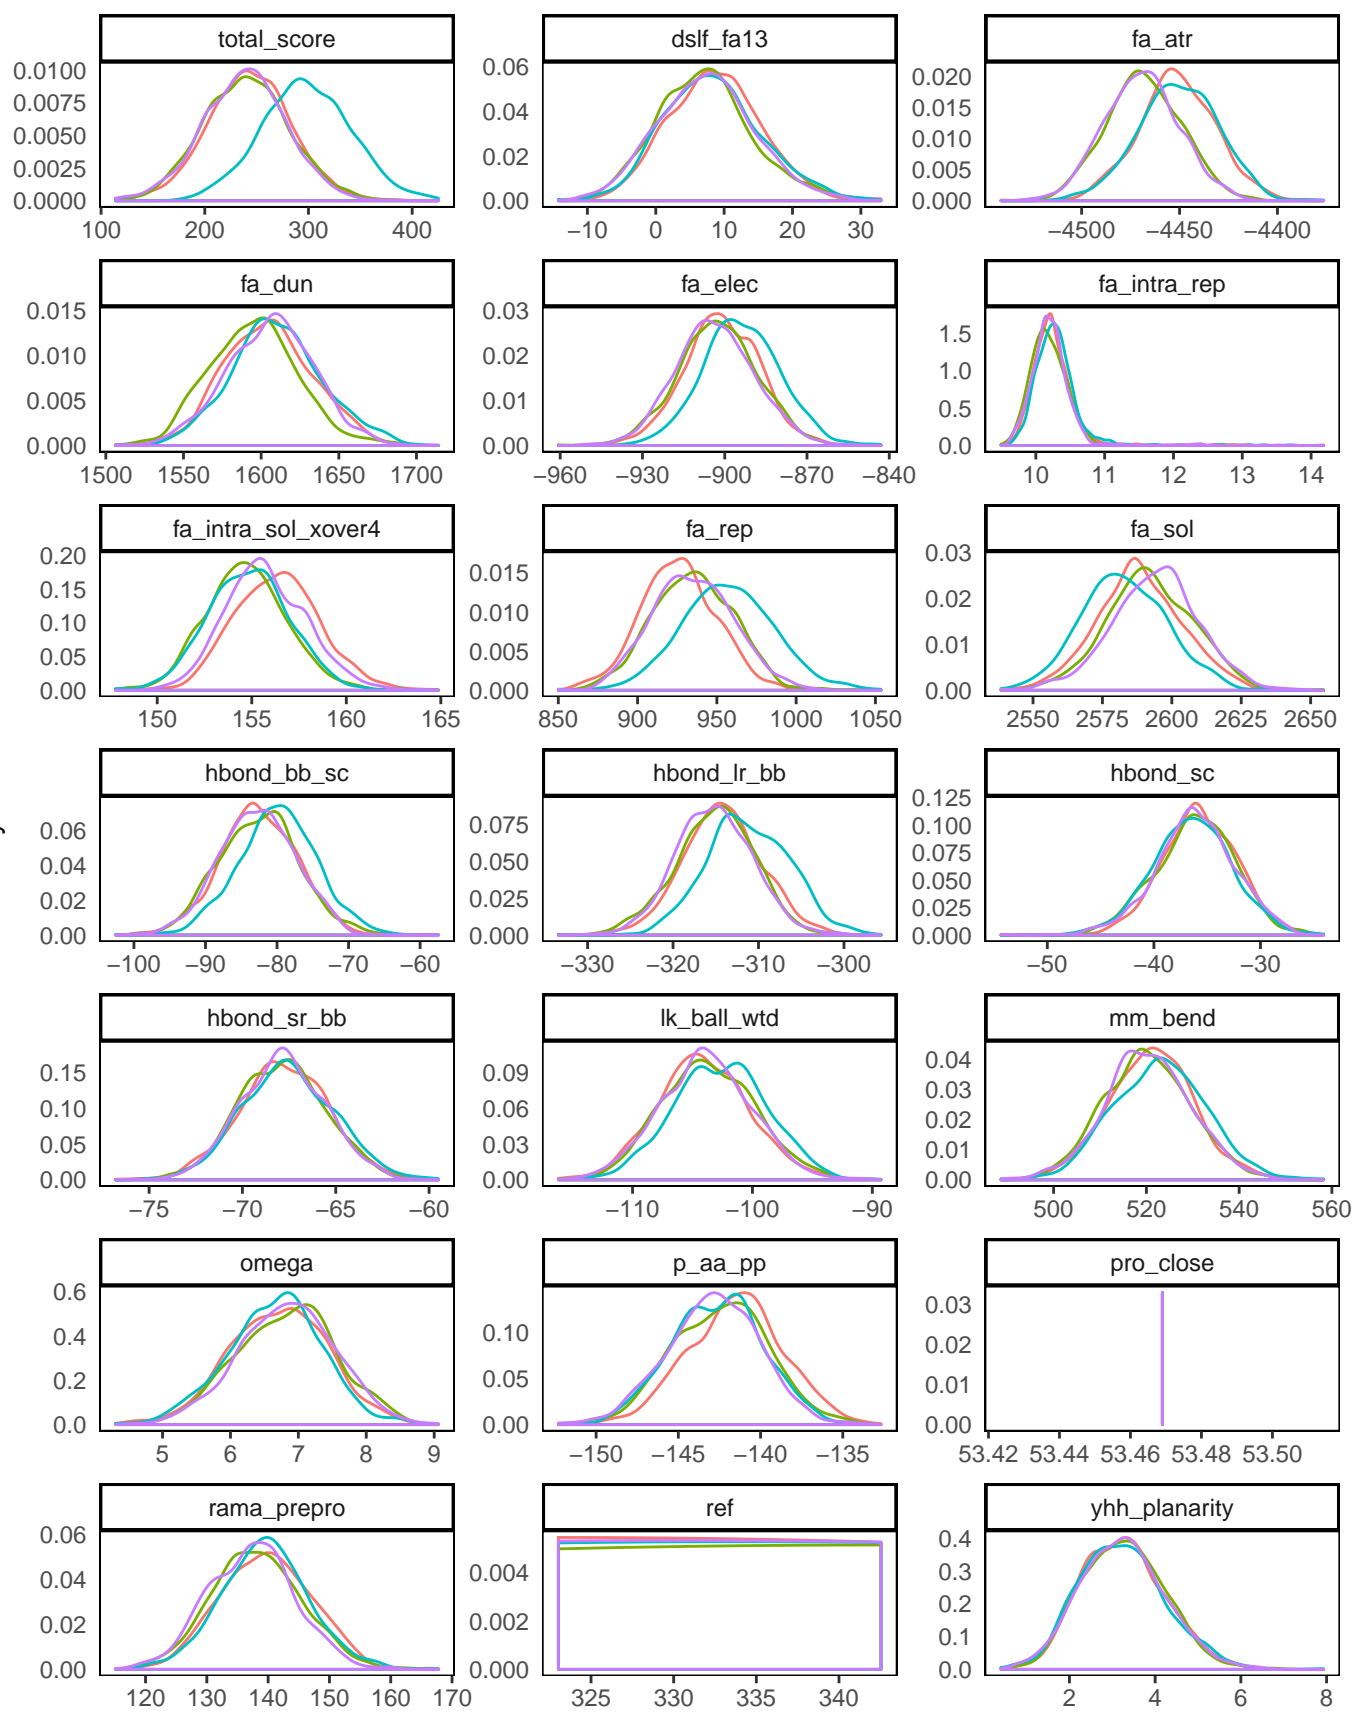 total_score dslf_fa13 fa_atr
0.0100 0.0075 0.0050 0.0025 0.0000
0.06 0.04 0.02 0.00
0.020 0.015 0.010 0.005 0.000
100 200 300 400 −10 0 10 20 30 −4500 −4450 −4400
fa_dun fa_elec fa_intra_rep
0.015 0.010 0.005 0.000
0.03 0.02 0.01 0.00
1.5 1.0 0.5 0.0
1500 1550 1600 1650 1700 −960 −930 −900 −870 −840 10 11 12 13 14
fa_intra_sol_xover4 fa_rep fa_sol
0.20 0.15 0.10 0.05 0.00
0.015 0.010 0.005 0.000
0.03 0.02 0.01 0.00
150 155 160 165 850 900 950 1000 1050 2550 2575 2600 2625 2650
hbond_bb_sc hbond_lr_bb hbond_sc
0.06 0.04 0.02 0.00
0.075 0.050 0.025 0.000
0.125 0.100 0.075 0.050 0.025 0.000
−100 −90 −80 −70 −60 −330 −320 −310 −300 −50 −40 −30
hbond_sr_bb lk_ball_wtd mm_bend
0.15 0.10 0.05 0.00
0.09 0.06 0.03 0.00
0.04 0.03 0.02 0.01 0.00
−75 −70 −65 −60 −110 −100 −90 500 520 540 560
omega p_aa_pp pro_close
0.6 0.4 0.2 0.0
0.10 0.05 0.00
0.03 0.02 0.01 0.00
5 6 7 8 9 −150 −145 −140 −135 53.42 53.44 53.46 53.48 53.50
rama_prepro ref yhh_planarity
0.06 0.04 0.02 0.00
0.004 0.002 0.000
0.4 0.3 0.2 0.1 0.0
120 130 140 150 160 170 325 330 335 340 2 4 6 8